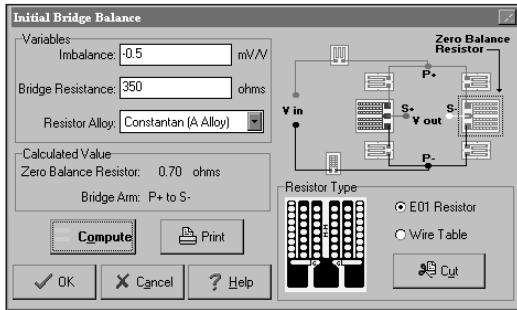 Initial Bridge Balance
Variables
Imbalance: -0.5 mV/V
Bridge Resistance: 350 ohms
Resistor Alloy: Constantan (A Alloy)
Calculated Value
Zero Balance Resistor: 0.70 ohms
Bridge Arm: P+ to S-
Compute
Print
OK
Cancel
Help
Zero Balance
Resistor
P+
V in
S+
S-
V out
P-
Resistor Type
E01 Resistor
Wire Table
Cut